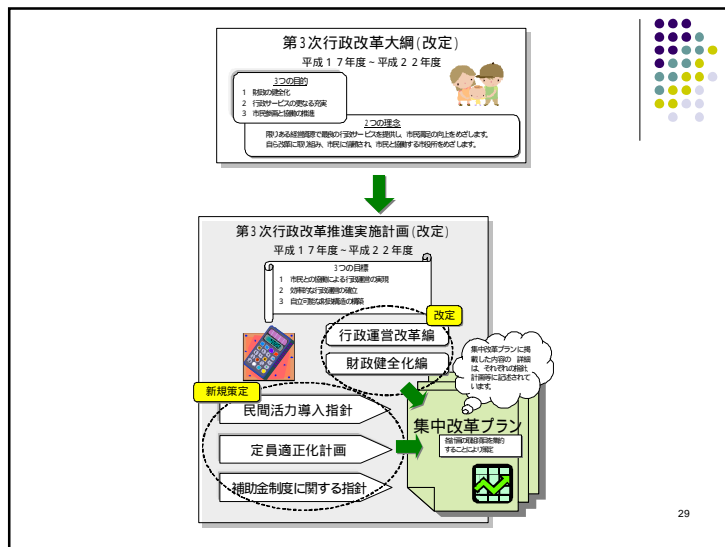 第3次行政改革大綱(改定)
平成17年度~平成22年度
3つの目的
1 財政の健全化
2 行政サービスの更なる充実
3 市民参画と協働の推進
2つの理念
限りある経営資源で最良の行政サービスを提供し、市民満足の向上をめざします。
自ら改革に取り組み、市民に信頼され、市民と協働する市役所をめざします。
第3次行政改革推進実施計画(改定)
平成17年度~平成22年度
3つの目標
1 市民との協働による行政運営の実現
2 効率的な行政運営の確立
3 自立可能な財政構造の構築
改定
行政運営改革編
財政健全化編
集中改革プランに掲
載した内容の 詳細
は、それぞれの指針
計画等に記述されて
います。
新規策定
民間活力導入指針
定員適正化計画
補助金制度に関する指針
集中改革プラン
することにより策定
29